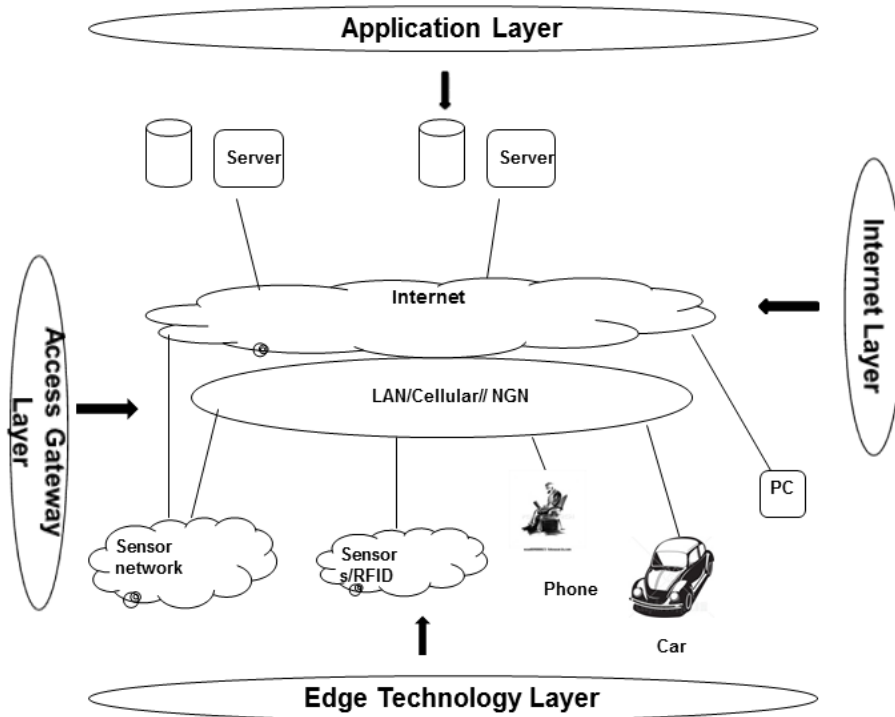 Application Layer
Server
Server
Internet Layer
Internet
Access Gateway
Layer
LAN/Cellular// NGN
PC
Sensor
network
Sensor
s/RFID
Phone
Car
Edge Technology Layer